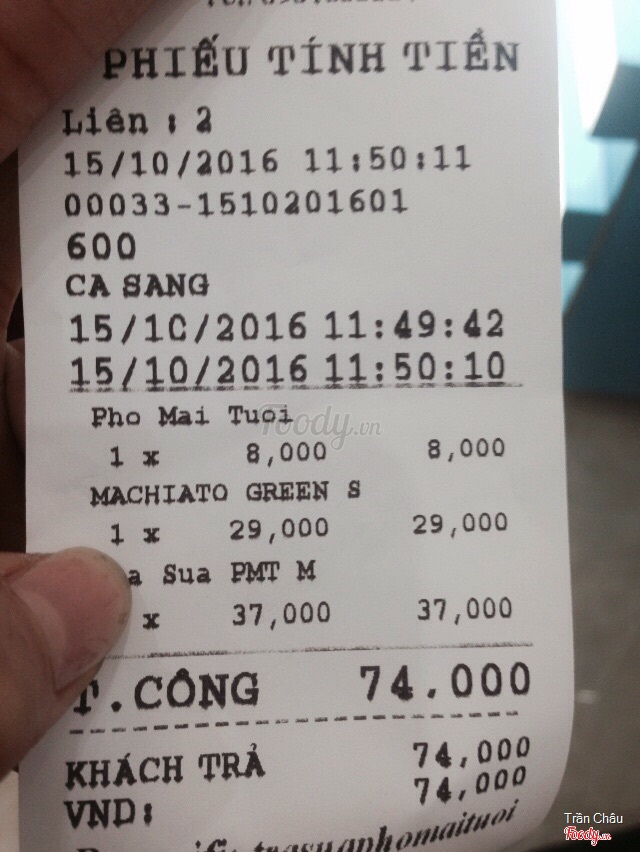 PHIẾU TÍNH TIỀN
Liên : 2
15/10/2016 11:50:11
00033-1510201601
600
CA SANG
15/10/2016 11:49:42
15/10/2016 11:50:10
Pho Mai Tuoi
1 x 8,000 8,000
MACHIATO GREEN S
1 x 29,000 29,000
Sua PMT M
x 37,000 37,000
T.CÔNG 74.000
KHÁCH TRẢ 74,000
VND: 74,000
trasuaphomaituoi
Foody.vn
Trân Châu
Foody.vn